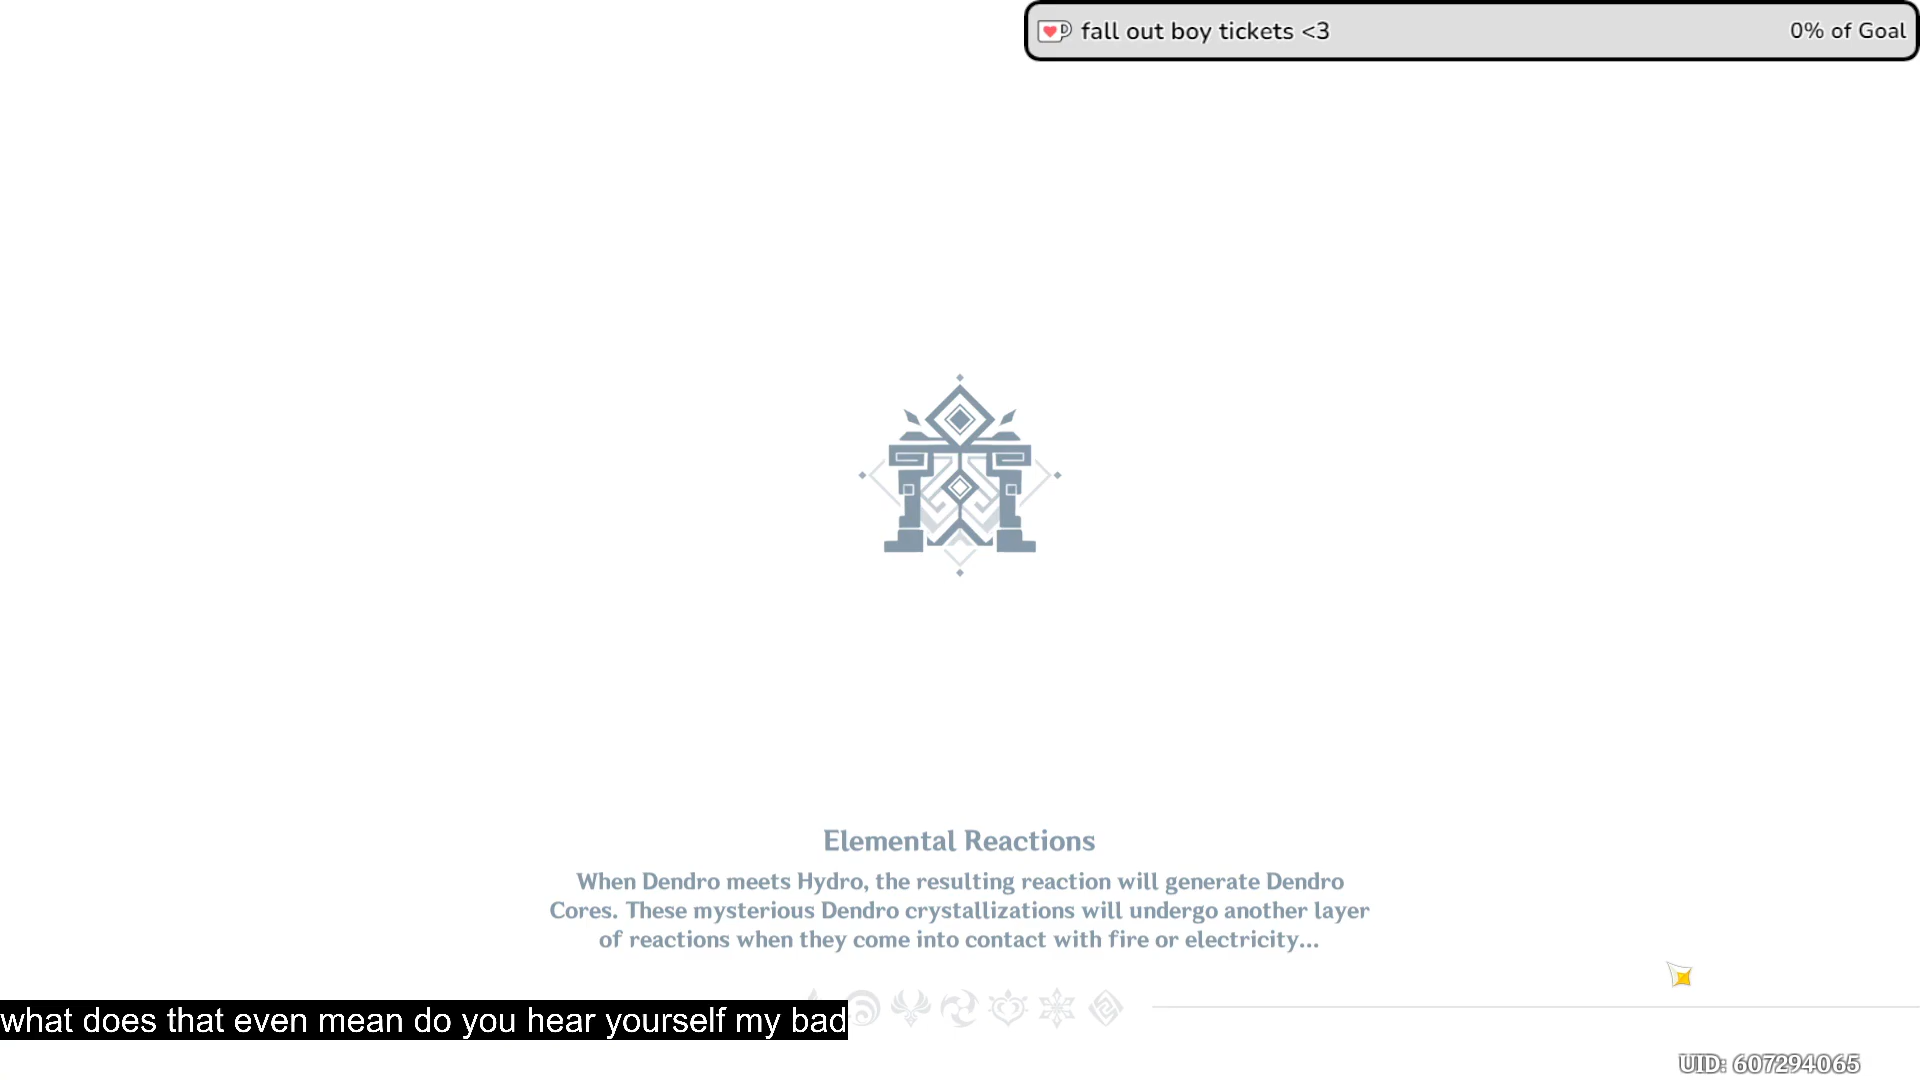 fall out boy tickets <3 0% of Goal
Elemental Reactions
When Dendro meets Hydro, the resulting reaction will generate Dendro
Cores. These mysterious Dendro crystallizations will undergo another layer
of reactions when they come into contact with fire or electricity...
what does that even mean do you hear yourself my bad
UID: 607294065